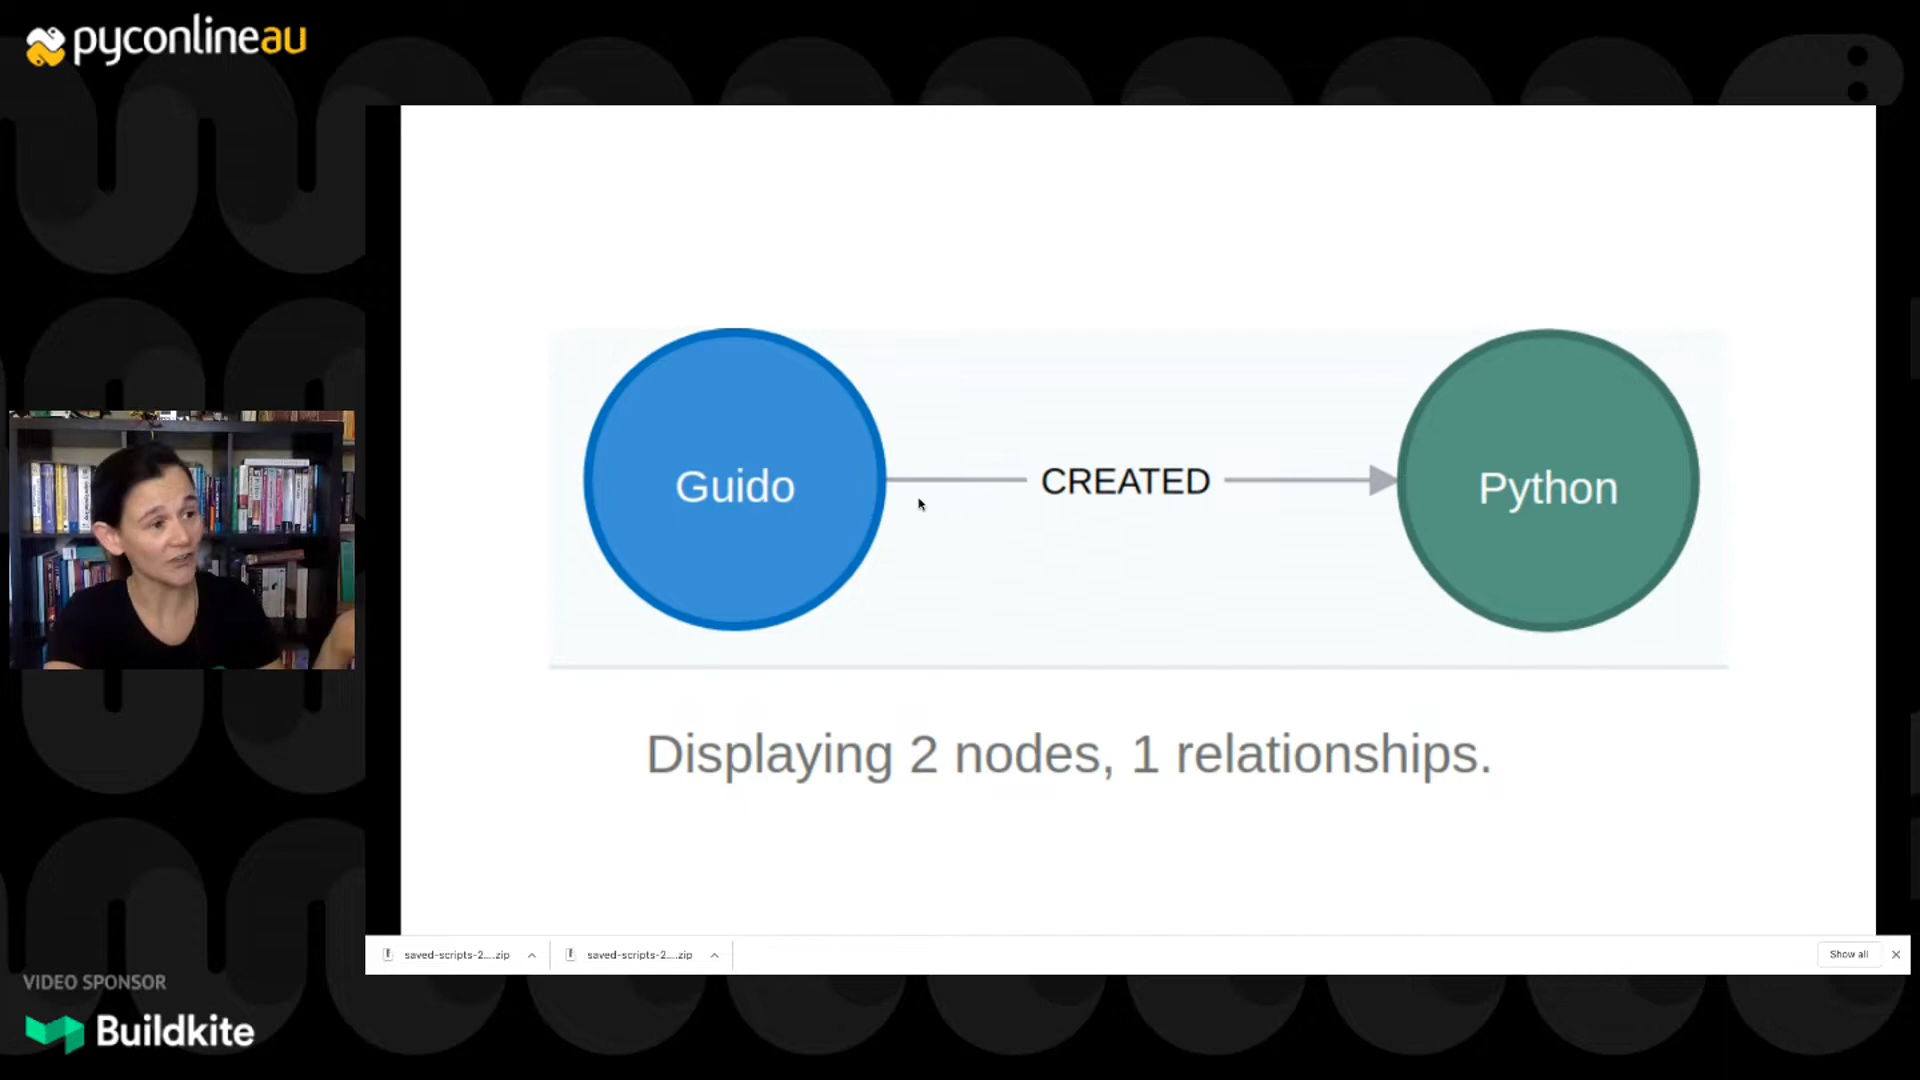 pyconlineau
Guido
CREATED
Python
Displaying 2 nodes, 1 relationships.
saved-scripts-2....zip
saved-scripts-2....zip
Show all
VIDEO SPONSOR
Buildkite